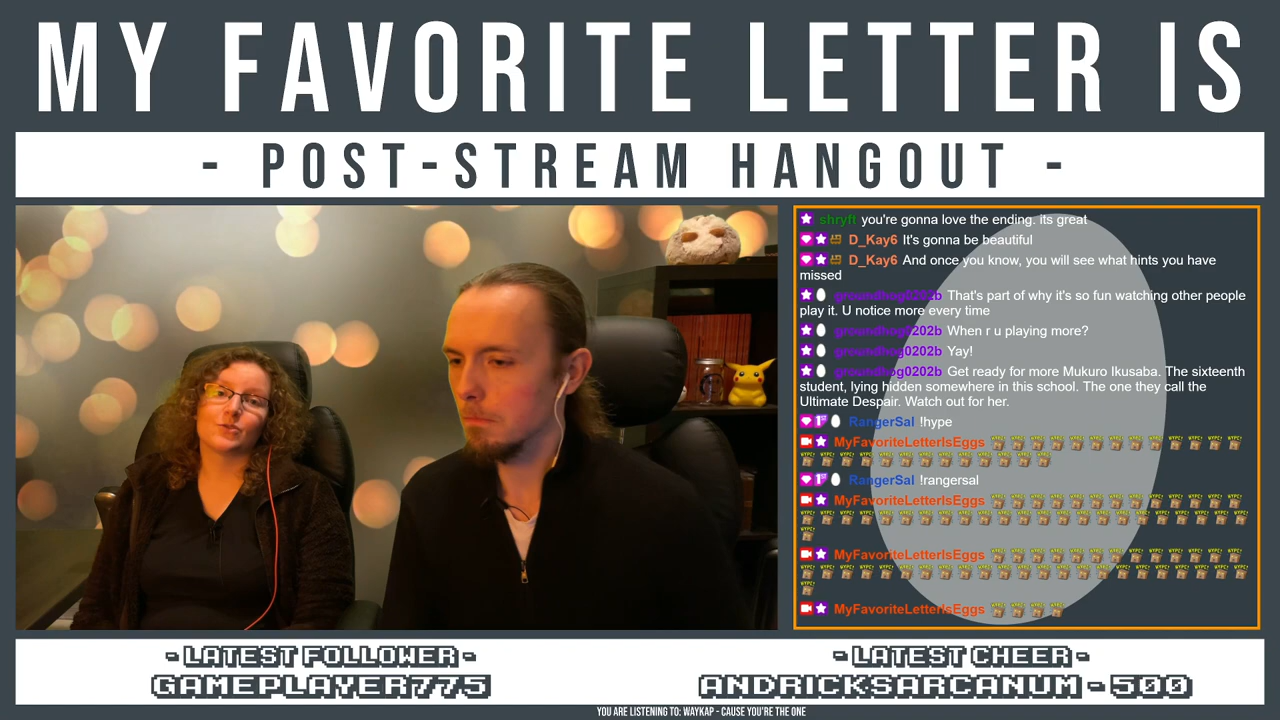 MY FAVORITE LETTER IS
- POST-STREAM HANGOUT -
shryft you're gonna love the ending. its great
D_Kay6 It's gonna be beautiful
D_Kay6 And once you know, you will see what hints you have
missed
groundhog0202b That's part of why it's so fun watching other people
play it. U notice more every time
groundhog0202b When r u playing more?
groundhog0202b Yay!
groundhog0202b Get ready for more Mukuro Ikusaba. The sixteenth
student, lying hidden somewhere in this school. The one they call the
Ultimate Despair. Watch out for her.
RangerSal !hype
MyFavoriteLetterIsEggs
RangerSal !rangersal
MyFavoriteLetterIsEggs
MyFavoriteLetterIsEggs
MyFavoriteLetterIsEggs
- LATEST FOLLOWER -
GAMEPLAYER775
- LATEST CHEER -
ANDRICKSARCANUM - 500
YOU ARE LISTENING TO: WAYKAP - CAUSE YOU'RE THE ONE